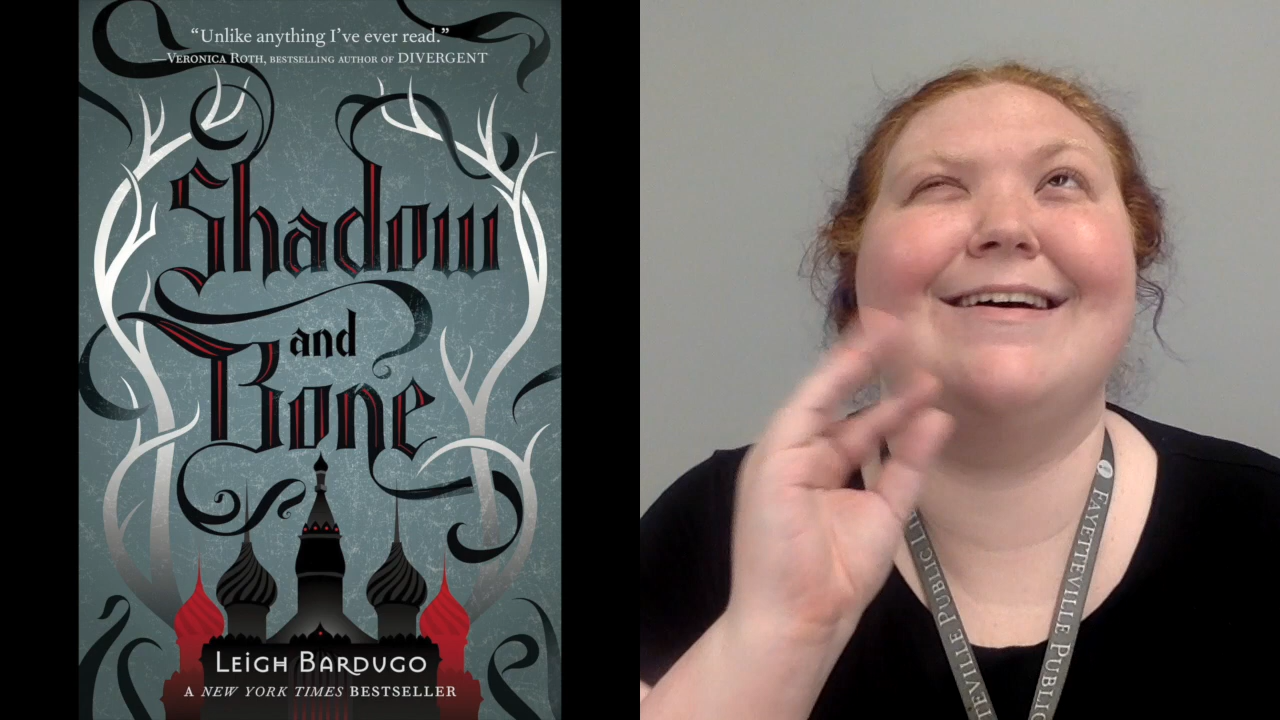 “Unlike anything I’ve ever read.”
—Veronica Roth, bestselling author of DIVERGENT
Shadow
and
Bone
Leigh Bardugo
A NEW YORK TIMES BESTSELLER
FAYETTEVILLE PUBLIC
FAYETTEVILLE PUBLIC